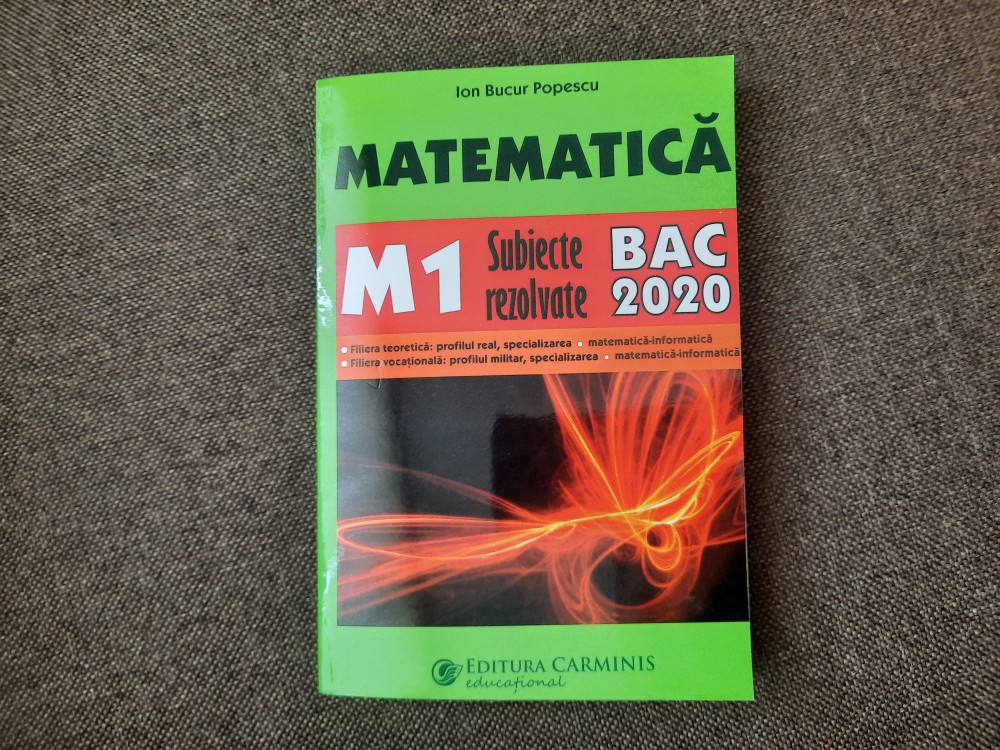 Ion Bucur Popescu
MATEMATICĂ
M1 Subiecte rezolvate BAC 2020
• Filiera teoretică: profilul real, specializarea • matematică-informatică
• Filiera vocațională: profilul militar, specializarea • matematică-informatică
EDITURA CARMINIS
educațional